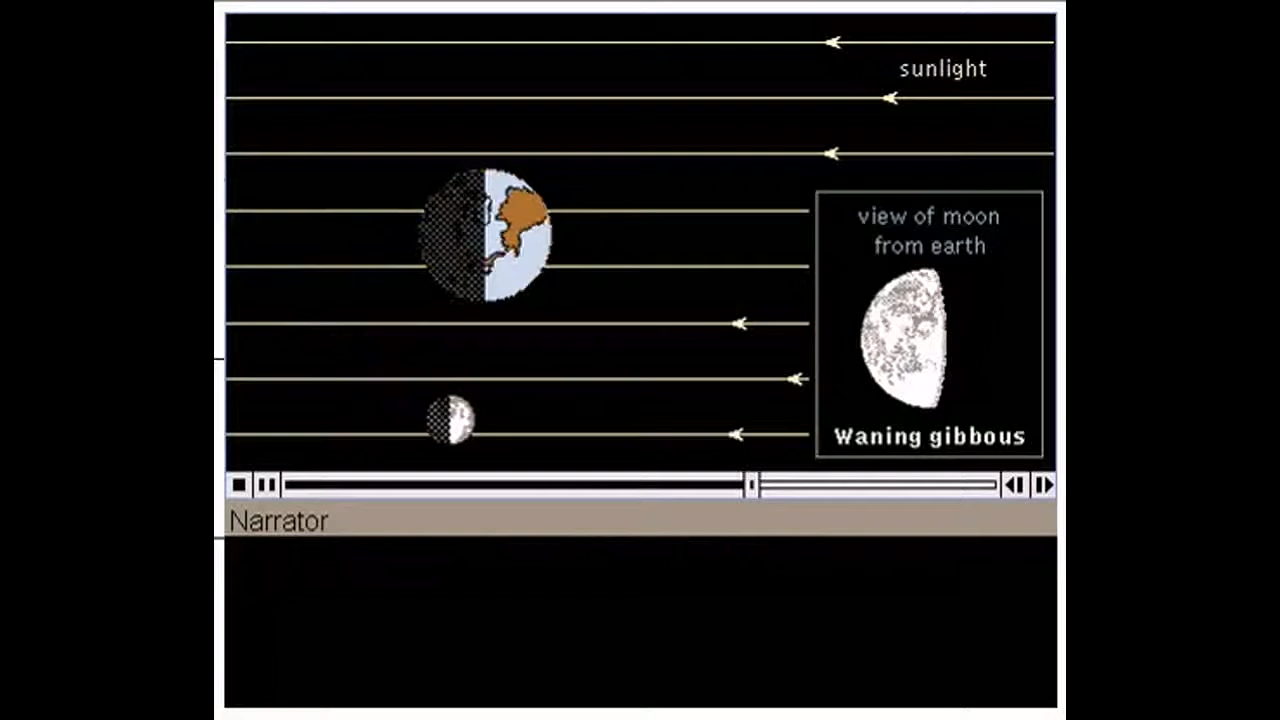 sunlight
view of moon
from earth
Waning gibbous
Narrator